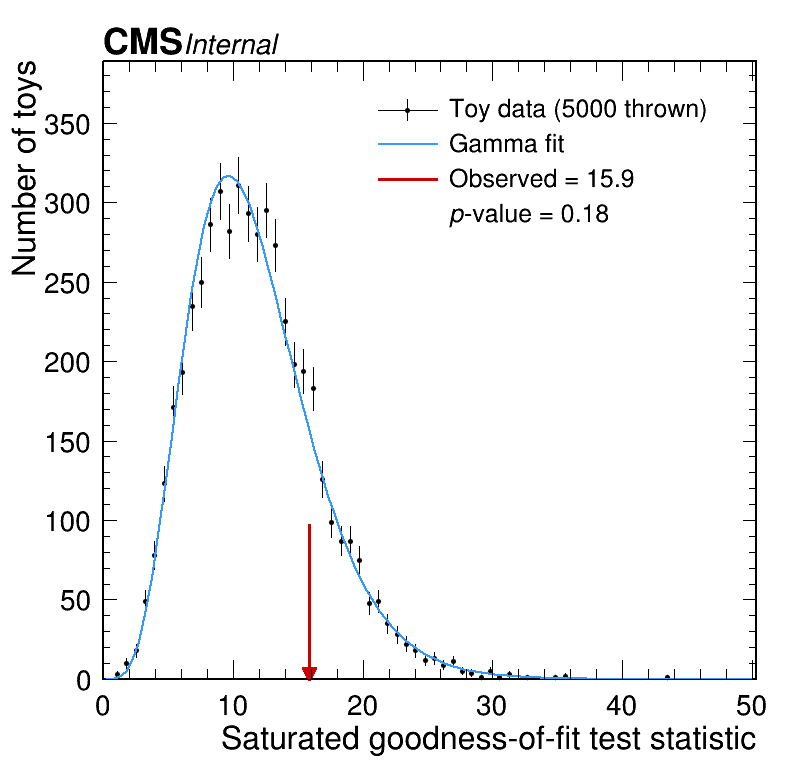 CMS Internal
Number of toys
350
300
250
200
150
100
50
0
Toy data (5000 thrown)
Gamma fit
Observed = 15.9
p-value = 0.18
0 10 20 30 40 50
Saturated goodness-of-fit test statistic